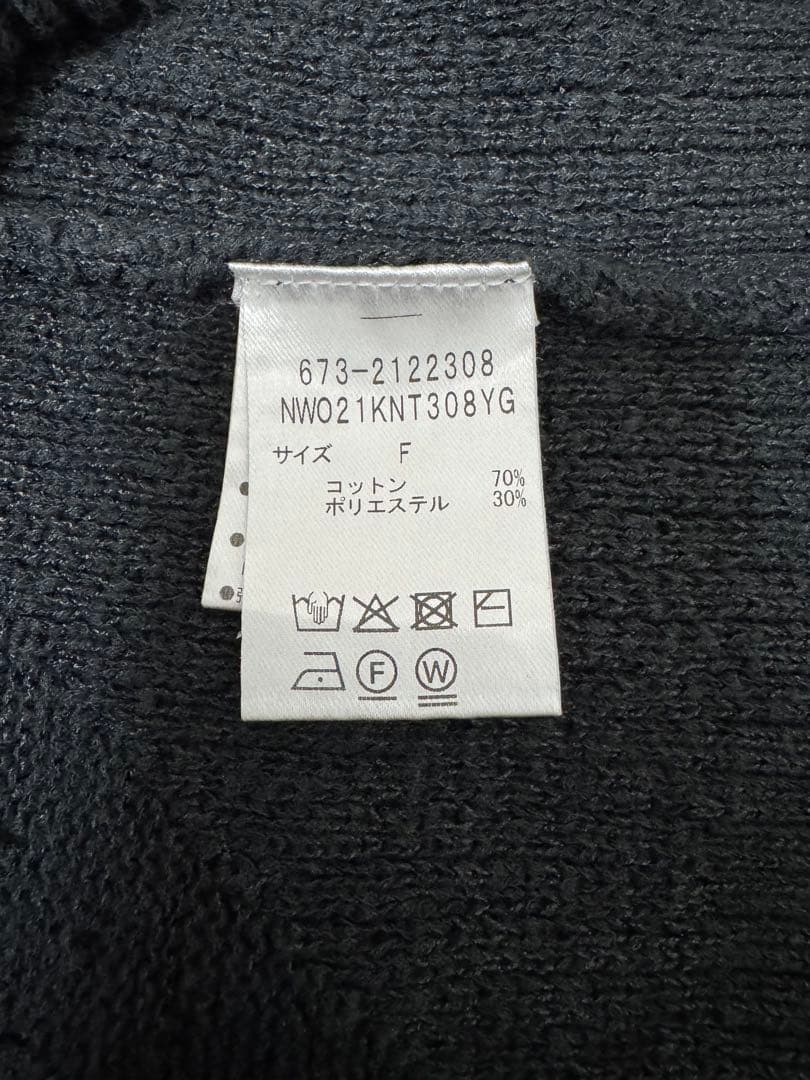 673-2122308
NWO21KNT308YG
サイズ F
コットン 70%
ポリエステル 30%
F W